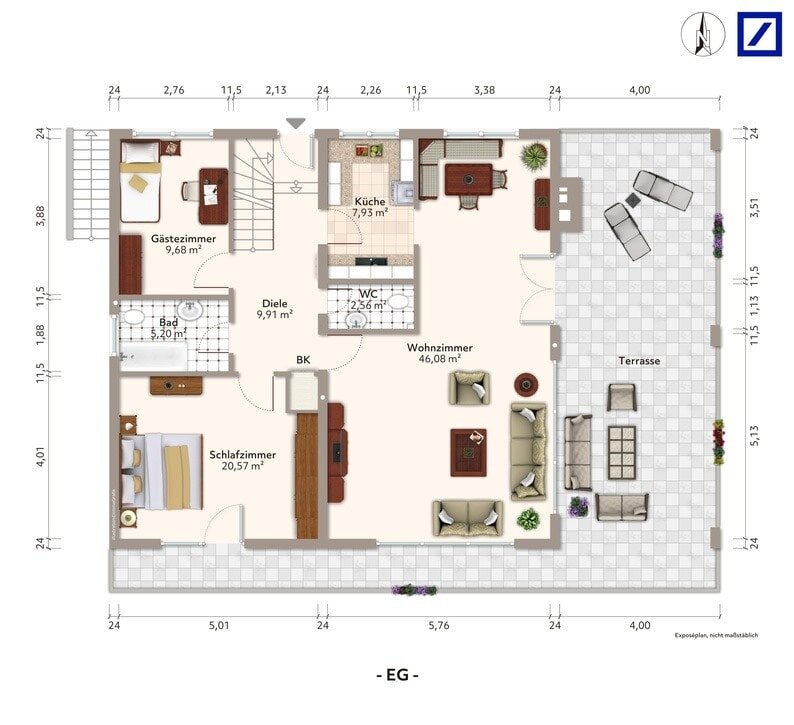 N
24 2,76 11,5 2,13 24 2,26 11,5 3,38 24 4,00
24
3,88
11,5
1,88
11,5
4,01
24
24
3,51
11,5
1,13
11,5
5,13
24
Küche
7,93 m²
Gästezimmer
9,68 m²
WC
2,56 m²
Diele
9,91 m²
Bad
5,20 m²
Wohnzimmer
46,08 m²
BK
Terrasse
Schlafzimmer
20,57 m²
24 5,01 24 5,76 24 4,00
Exposéplan, nicht maßstäblich
- EG -